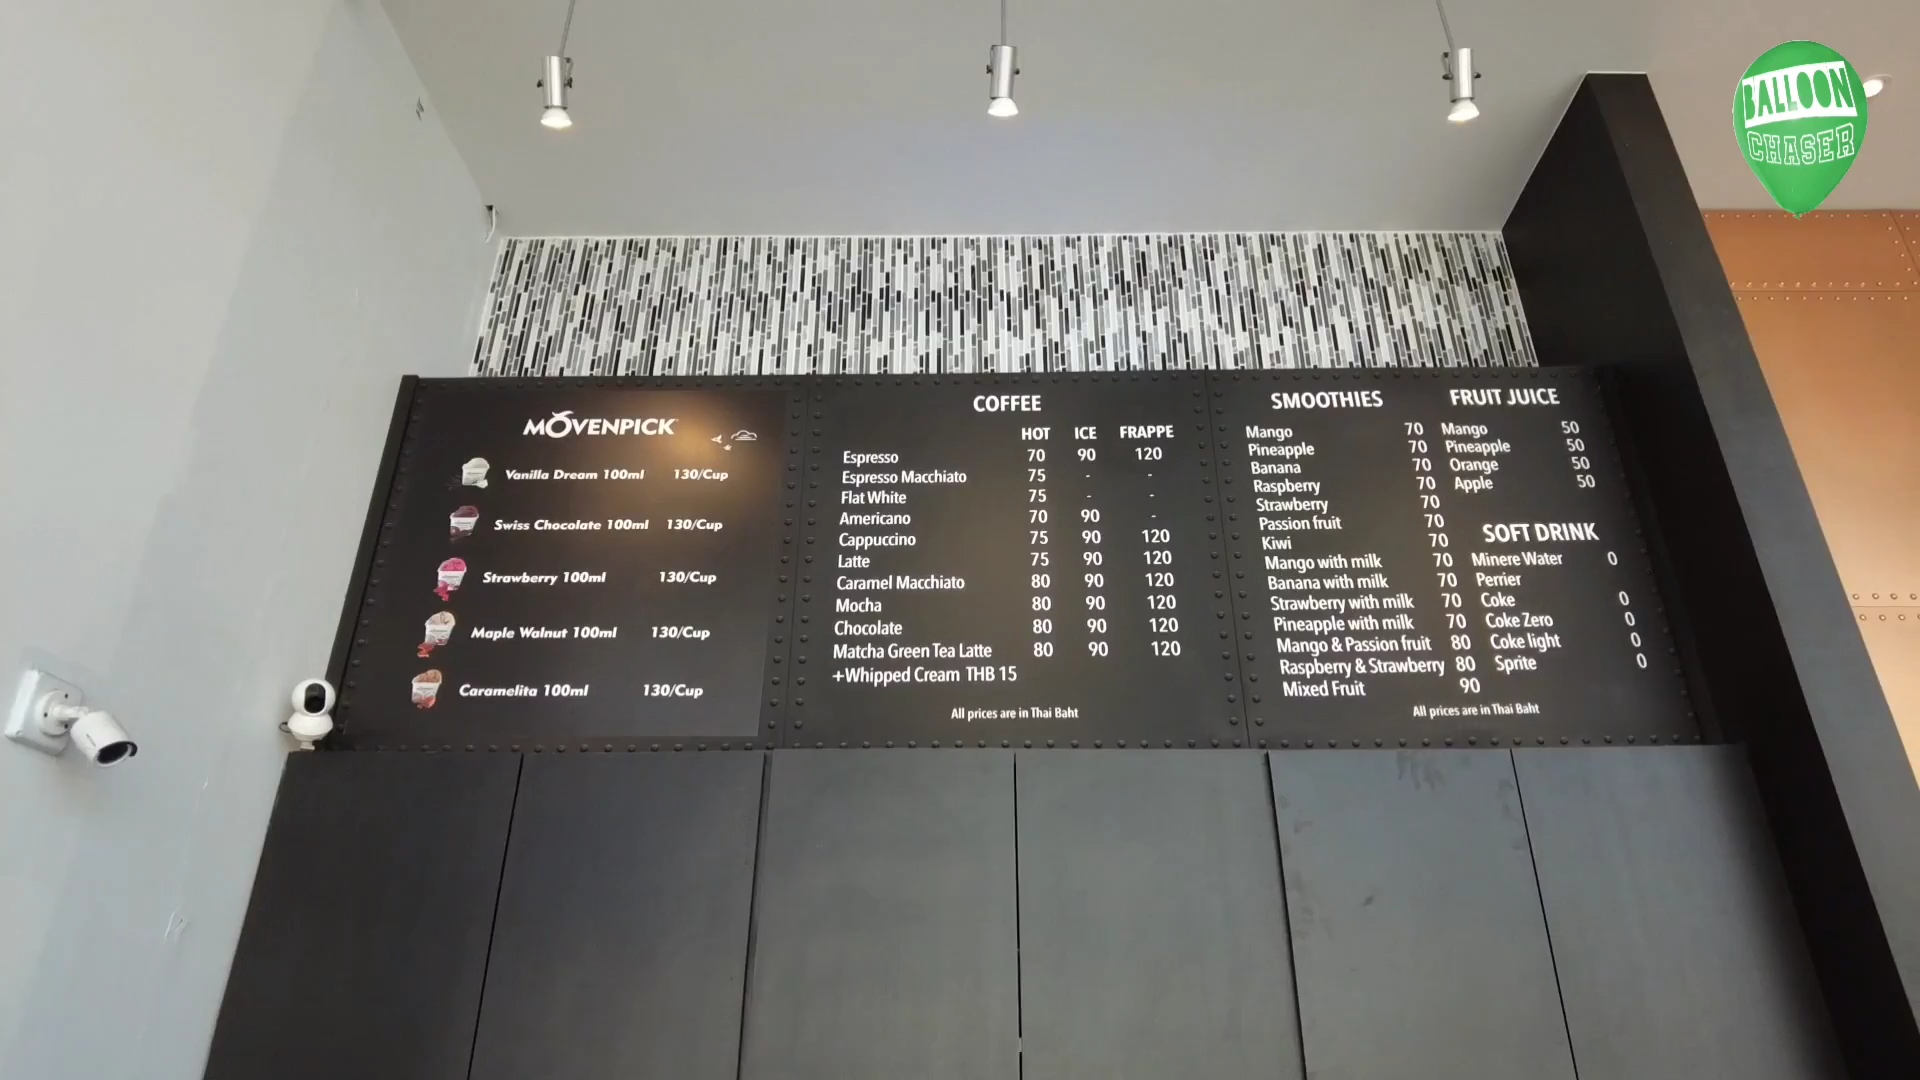 BALLOON
CHASER
MÖVENPICK
Vanilla Dream 100ml 130/Cup
Swiss Chocolate 100ml 130/Cup
Strawberry 100ml 130/Cup
Maple Walnut 100ml 130/Cup
Caramelita 100ml 130/Cup
COFFEE
HOT ICE FRAPPE
Espresso 70 90 120
Espresso Macchiato 75 - -
Flat White 75 - -
Americano 70 90 -
Cappuccino 75 90 120
Latte 75 90 120
Caramel Macchiato 80 90 120
Mocha 80 90 120
Chocolate 80 90 120
Matcha Green Tea Latte 80 90 120
+Whipped Cream THB 15
All prices are in Thai Baht
SMOOTHIES
Mango 70
Pineapple 70
Banana 70
Raspberry 70
Strawberry 70
Passion fruit 70
Kiwi 70
Mango with milk 70
Banana with milk 70
Strawberry with milk 70
Pineapple with milk 70
Mango & Passion fruit 80
Raspberry & Strawberry 80
Mixed Fruit 90
FRUIT JUICE
Mango 50
Pineapple 50
Orange 50
Apple 50
SOFT DRINK
Minere Water 0
Perrier
Coke 0
Coke Zero 0
Coke light 0
Sprite 0
All prices are in Thai Baht